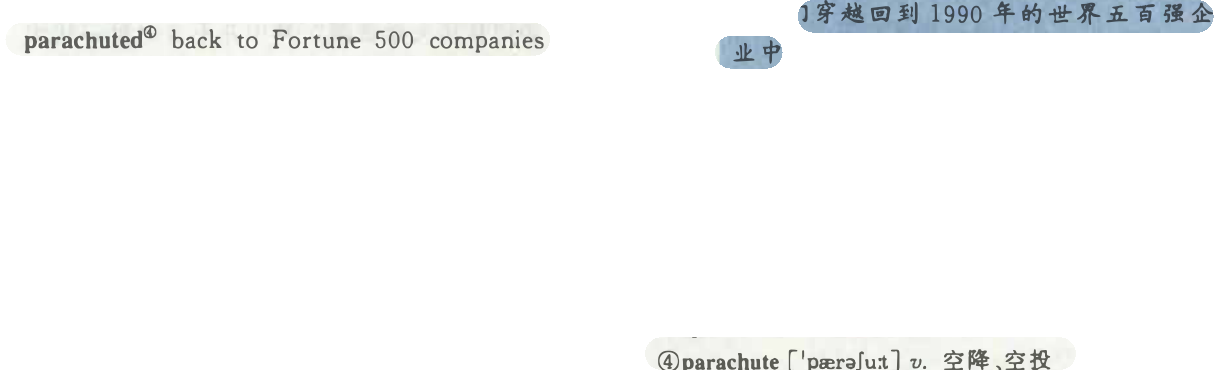 parachuted④ back to Fortune 500 companies
穿越回到 1990 年的世界五百强企
业中
④parachute [ˈpærəʃuːt] v. 空降、空投